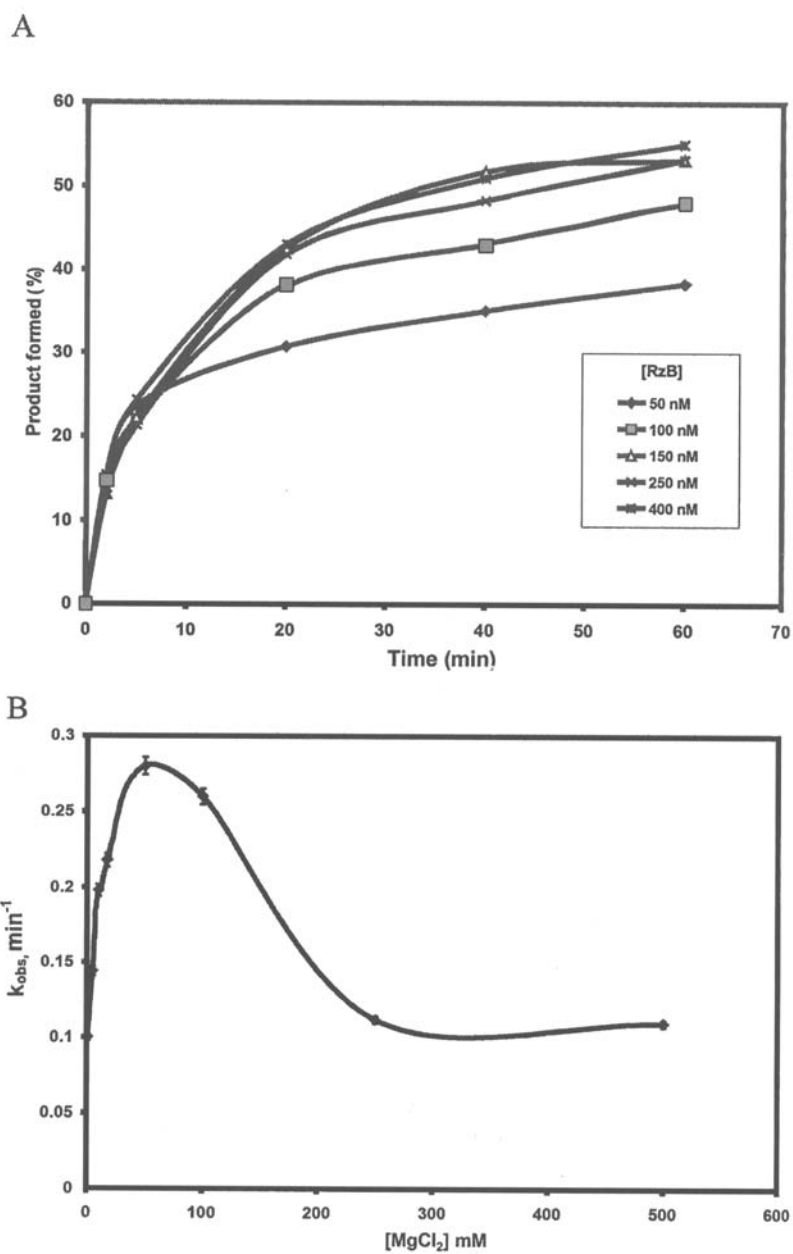 A
60
50
40
30
20
10
0
Product formed (%)
0 10 20 30 40 50 60 70
Time (min)
[RzB]
50 nM
100 nM
150 nM
250 nM
400 nM
B
0.3
0.25
0.2
0.15
0.1
0.05
0
k_obs, min⁻¹
0 100 200 300 400 500 600
[MgCl₂] mM